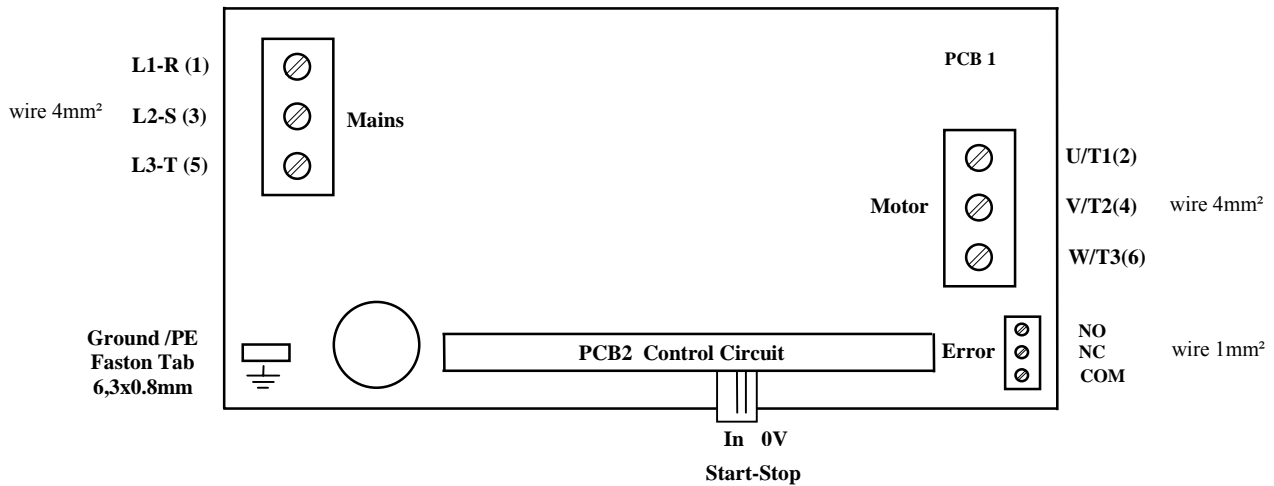 PCB 1
L1-R (1)
wire 4mm²
L2-S (3)
Mains
L3-T (5)
U/T1(2)
Motor
V/T2(4)
wire 4mm²
W/T3(6)
Ground /PE
Faston Tab
6,3x0.8mm
PCB2 Control Circuit
Error
NO
NC
COM
wire 1mm²
In 0V
Start-Stop